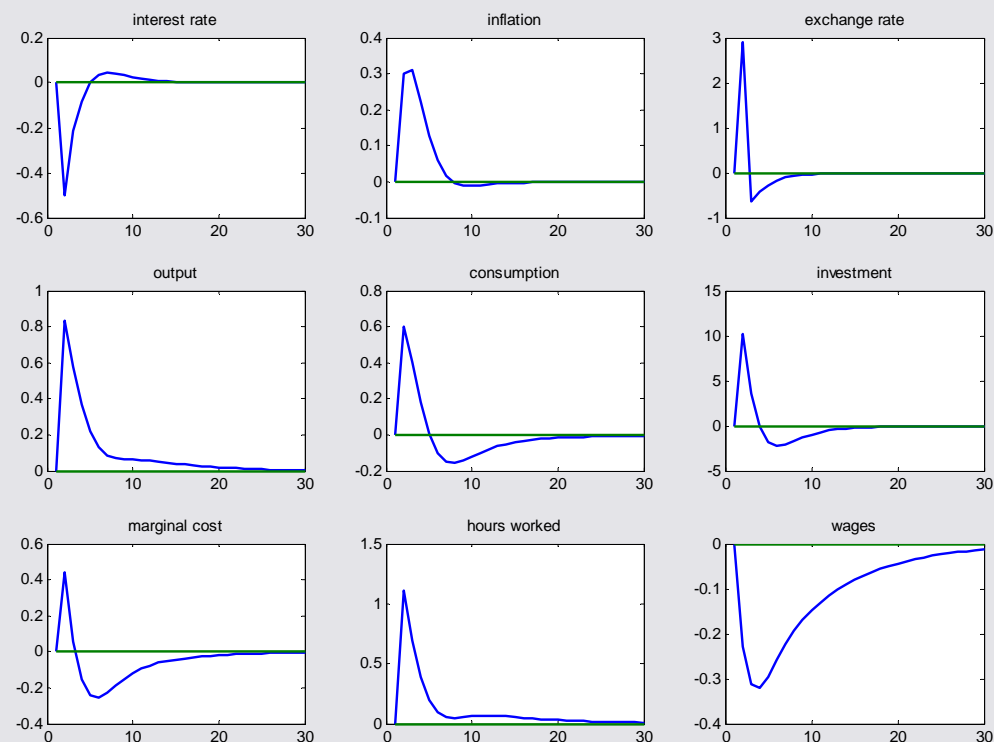 interest rate
0.2
0
-0.2
-0.4
-0.6
0 10 20 30
inflation
0.4
0.3
0.2
0.1
0
-0.1
0 10 20 30
exchange rate
3
2
1
0
-1
0 10 20 30
output
1
0.8
0.6
0.4
0.2
0
0 10 20 30
consumption
0.8
0.6
0.4
0.2
0
-0.2
0 10 20 30
investment
15
10
5
0
-5
0 10 20 30
marginal cost
0.6
0.4
0.2
0
-0.2
-0.4
0 10 20 30
hours worked
1.5
1
0.5
0
0 10 20 30
wages
0
-0.1
-0.2
-0.3
-0.4
0 10 20 30